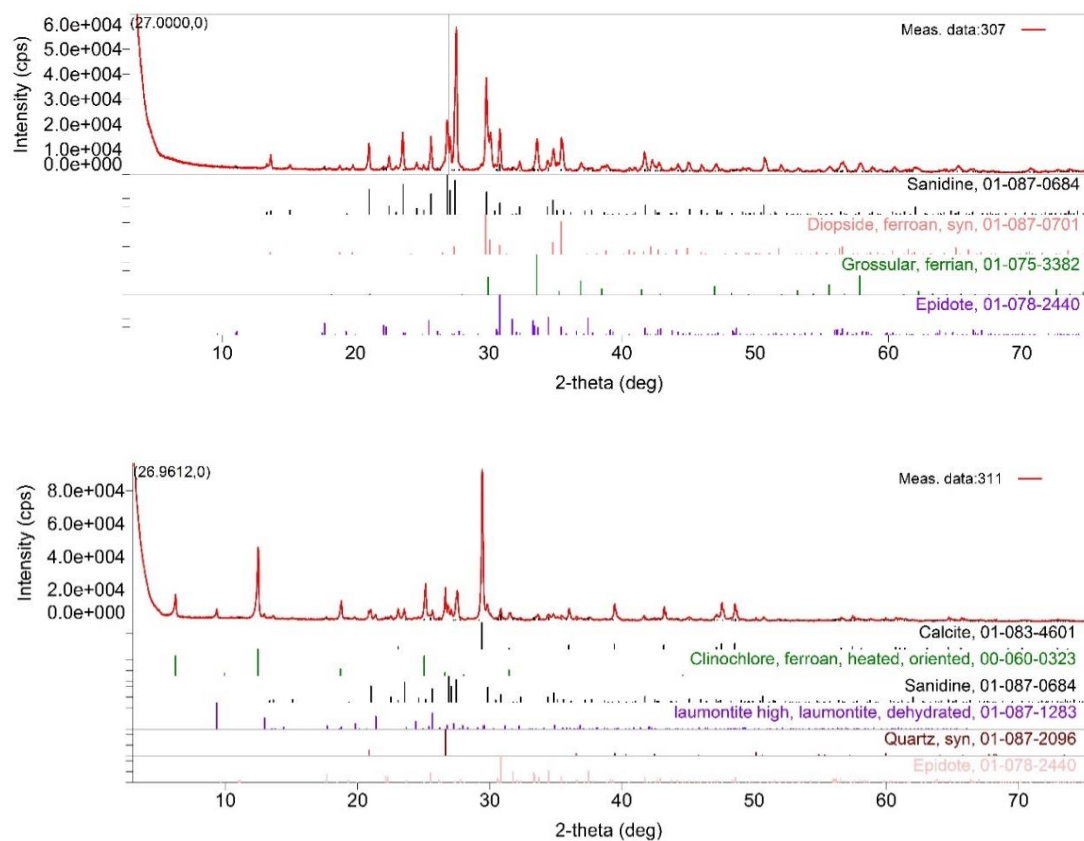 (27.0000,0)
Meas. data:307
Intensity (cps)
6.0e+004
5.0e+004
4.0e+004
3.0e+004
2.0e+004
1.0e+004
0.0e+000
Sanidine, 01-087-0684
Diopside, ferroan, syn, 01-087-0701
Grossular, ferrian, 01-075-3382
Epidote, 01-078-2440
10 20 30 40 50 60 70
2-theta (deg)
(26.9612,0)
Meas. data:311
Intensity (cps)
8.0e+004
6.0e+004
4.0e+004
2.0e+004
0.0e+000
Calcite, 01-083-4601
Clinochlore, ferroan, heated, oriented, 00-060-0323
Sanidine, 01-087-0684
laumontite high, laumontite, dehydrated, 01-087-1283
Quartz, syn, 01-087-2096
Epidote, 01-078-2440
10 20 30 40 50 60 70
2-theta (deg)